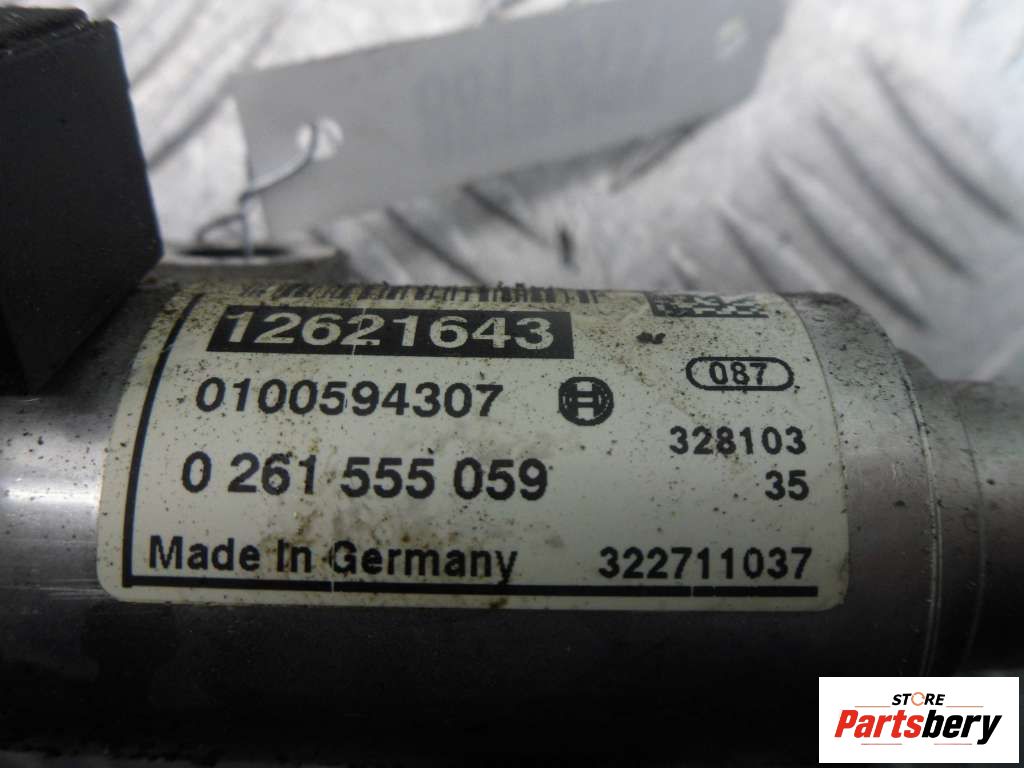 12621643
0100594307
087
0 261 555 059
328103
35
Made In Germany
322711037
STORE
Partsbery